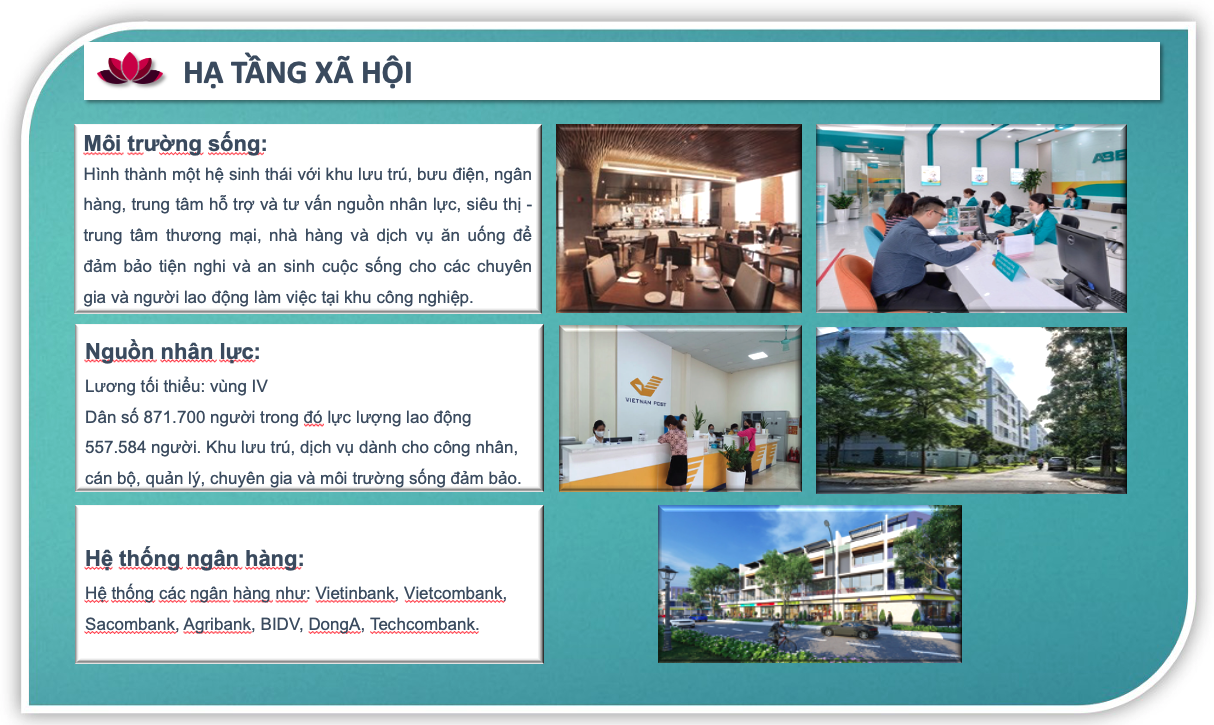 HẠ TẦNG XÃ HỘI
Môi trường sống:
Hình thành một hệ sinh thái với khu lưu trú, bưu điện, ngân
hàng, trung tâm hỗ trợ và tư vấn nguồn nhân lực, siêu thị -
trung tâm thương mại, nhà hàng và dịch vụ ăn uống để
đảm bảo tiện nghi và an sinh cuộc sống cho các chuyên
gia và người lao động làm việc tại khu công nghiệp.
ABB
Nguồn nhân lực:
Lương tối thiểu: vùng IV
Dân số 871.700 người trong đó lực lượng lao động
557.584 người. Khu lưu trú, dịch vụ dành cho công nhân,
cán bộ, quản lý, chuyên gia và môi trường sống đảm bảo.
VIETNAM POST
Hệ thống ngân hàng:
Hệ thống các ngân hàng như: Vietinbank, Vietcombank,
Sacombank, Agribank, BIDV, DongA, Techcombank.